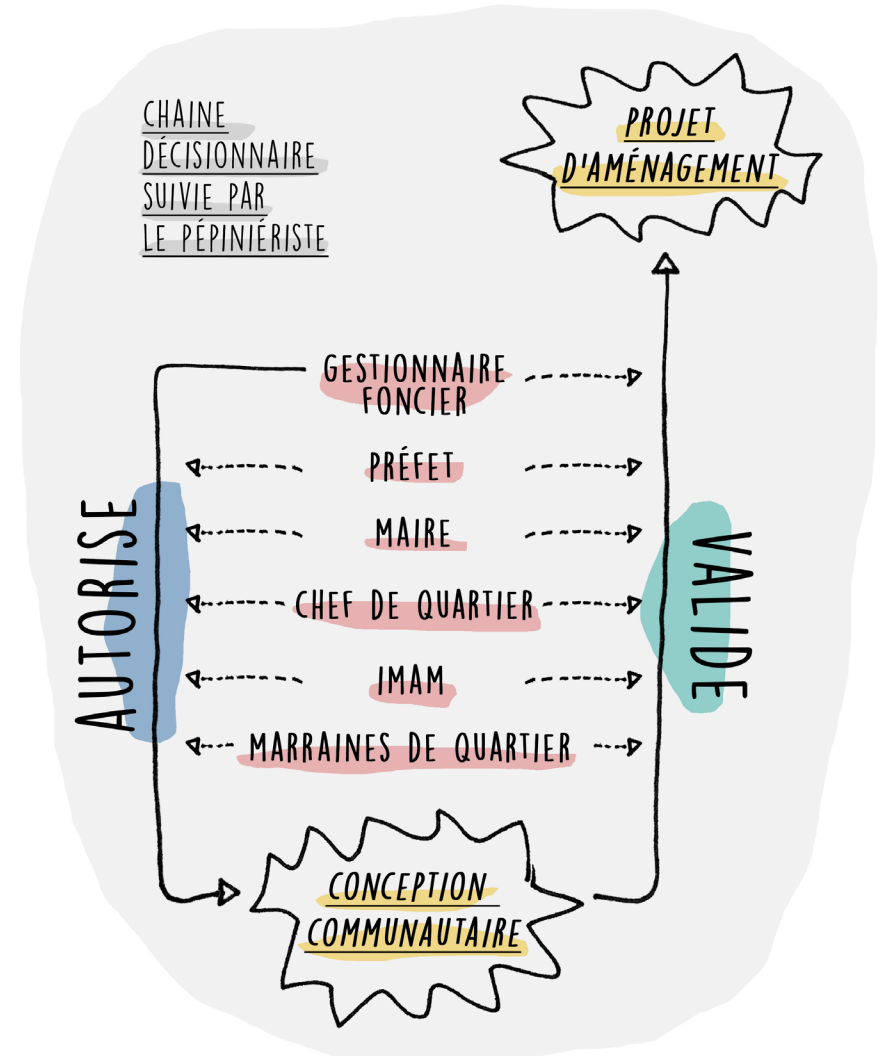 CHAINE
DÉCISIONNAIRE
SUIVIE PAR
LE PÉPINIÉRISTE
PROJET
D'AMÉNAGEMENT
GESTIONNAIRE
FONCIER
PRÉFET
MAIRE
CHEF DE QUARTIER
IMAM
MARRAINES DE QUARTIER
AUTORISE
VALIDE
CONCEPTION
COMMUNAUTAIRE